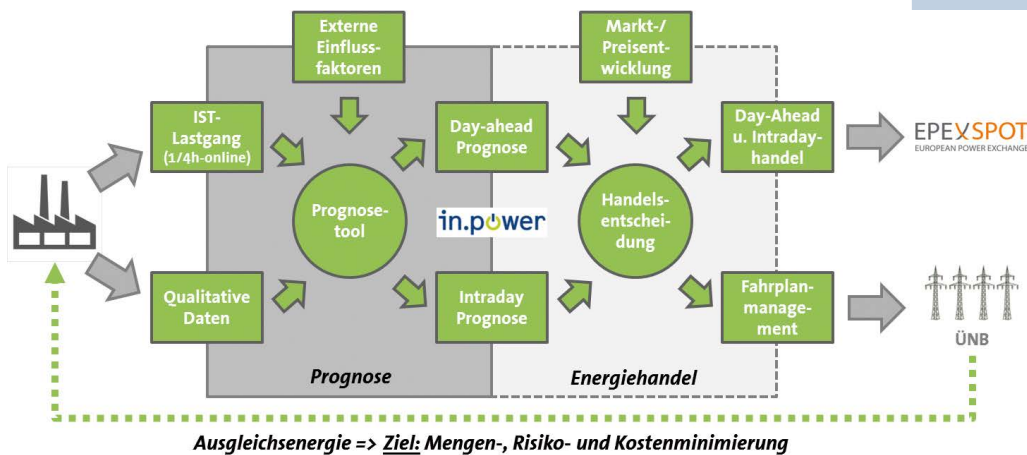 Externe
Einfluss-
faktoren
Markt-/
Preisent-
wicklung
IST-
Lastgang
(1/4h-online)
Day-ahead
Prognose
Day-Ahead
u. Intraday-
handel
EPEXSPOT
EUROPEAN POWER EXCHANGE
Prognose-
tool
in.power
Handels-
entschei-
dung
Qualitative
Daten
Intraday
Prognose
Fahrplan-
manage-
ment
ÜNB
Prognose
Energiehandel
Ausgleichsenergie => Ziel: Mengen-, Risiko- und Kostenminimierung